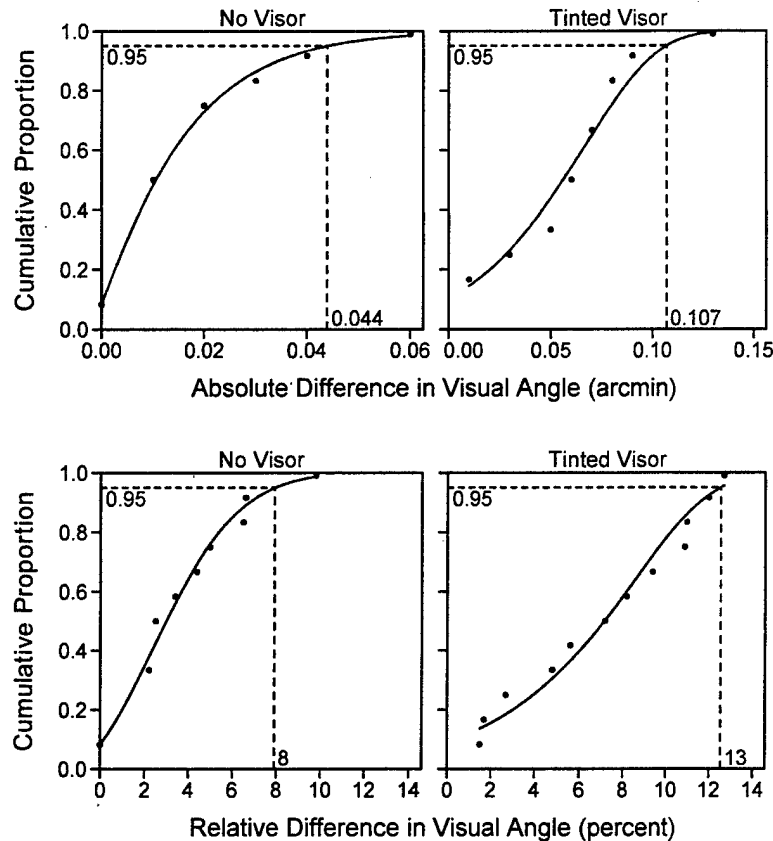 No Visor
Tinted Visor
Cumulative Proportion
1.0
0.8
0.6
0.4
0.2
0.0
0.95
0.044
0.00 0.02 0.04 0.06
0.95
0.107
0.00 0.05 0.10 0.15
Absolute Difference in Visual Angle (arcmin)
No Visor
Tinted Visor
Cumulative Proportion
1.0
0.8
0.6
0.4
0.2
0.0
0.95
8
0 2 4 6 8 10 12 14
0.95
13
0 2 4 6 8 10 12 14
Relative Difference in Visual Angle (percent)